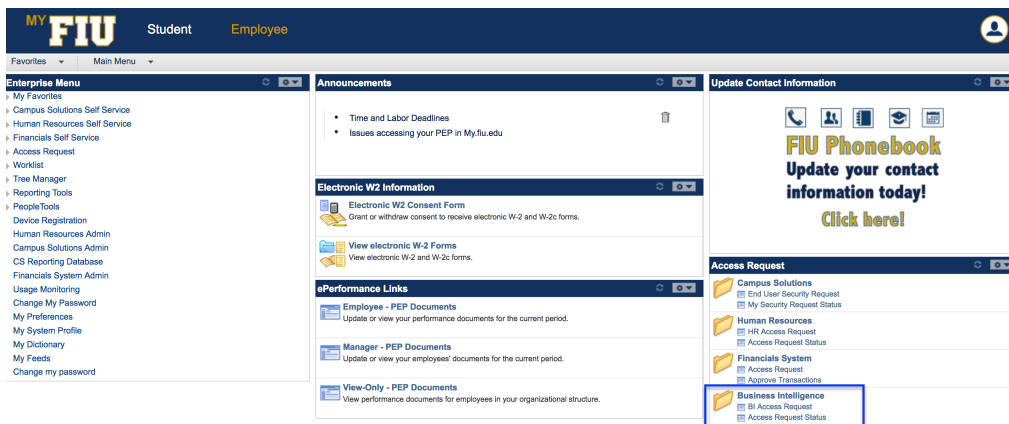 MY FIU
Student
Employee
Favorites
Main Menu
Enterprise Menu
My Favorites
Campus Solutions Self Service
Human Resources Self Service
Financials Self Service
Access Request
Worklist
Tree Manager
Reporting Tools
PeopleTools
Device Registration
Human Resources Admin
Campus Solutions Admin
CS Reporting Database
Financials System Admin
Usage Monitoring
Change My Password
My Preferences
My System Profile
My Dictionary
My Feeds
Change my password
Announcements
• Time and Labor Deadlines
• Issues accessing your PEP in My.fiu.edu
Electronic W2 Information
Electronic W2 Consent Form
Grant or withdraw consent to receive electronic W-2 and W-2c forms.
View electronic W-2 Forms
View electronic W-2 and W-2c forms.
ePerformance Links
Employee - PEP Documents
Update or view your performance documents for the current period.
Manager - PEP Documents
Update or view your employees' documents for the current period.
View-Only - PEP Documents
View performance documents for employees in your organizational structure.
Update Contact Information
FIU Phonebook
Update your contact
information today!
Click here!
Access Request
Campus Solutions
End User Security Request
My Security Request Status
Human Resources
HR Access Request
Access Request Status
Financials System
Access Request
Approve Transactions
Business Intelligence
BI Access Request
Access Request Status